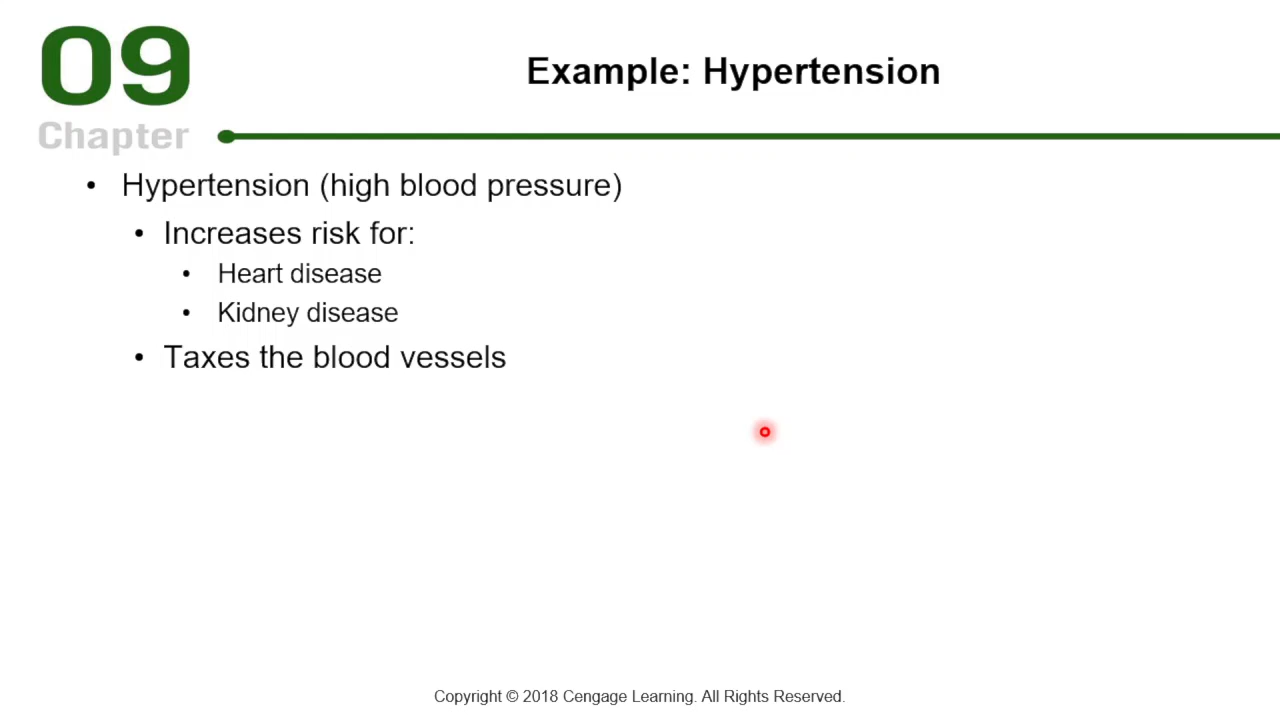 09
Chapter
Example: Hypertension
• Hypertension (high blood pressure)
• Increases risk for:
• Heart disease
• Kidney disease
• Taxes the blood vessels
Copyright © 2018 Cengage Learning. All Rights Reserved.